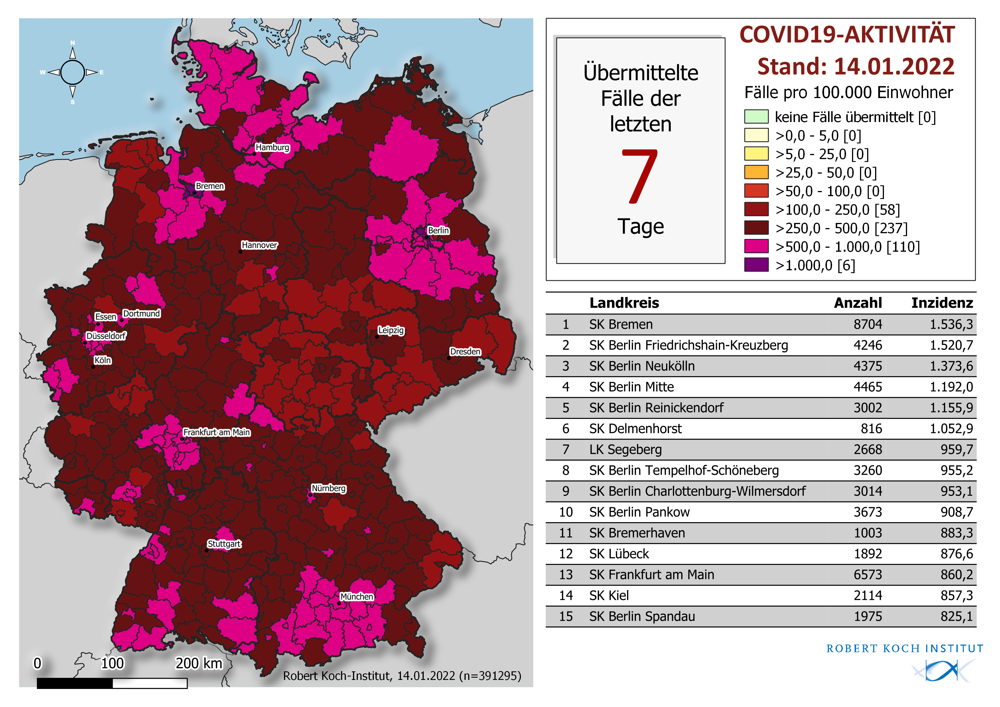 N
W E
S
Hamburg
Bremen
Berlin
Hannover
Essen
Dortmund
Düsseldorf
Leipzig
Köln
Dresden
Frankfurt am Main
Nürnberg
Stuttgart
München
0 100 200 km
Robert Koch-Institut, 14.01.2022 (n=391295)
Übermittelte
Fälle der
letzten
7
Tage
COVID19-AKTIVITÄT
Stand: 14.01.2022
Fälle pro 100.000 Einwohner
keine Fälle übermittelt [0]
>0,0 - 5,0 [0]
>5,0 - 25,0 [0]
>25,0 - 50,0 [0]
>50,0 - 100,0 [0]
>100,0 - 250,0 [58]
>250,0 - 500,0 [237]
>500,0 - 1.000,0 [110]
>1.000,0 [6]
Landkreis Anzahl Inzidenz
1 SK Bremen 8704 1.536,3
2 SK Berlin Friedrichshain-Kreuzberg 4246 1.520,7
3 SK Berlin Neukölln 4375 1.373,6
4 SK Berlin Mitte 4465 1.192,0
5 SK Berlin Reinickendorf 3002 1.155,9
6 SK Delmenhorst 816 1.052,9
7 LK Segeberg 2668 959,7
8 SK Berlin Tempelhof-Schöneberg 3260 955,2
9 SK Berlin Charlottenburg-Wilmersdorf 3014 953,1
10 SK Berlin Pankow 3673 908,7
11 SK Bremerhaven 1003 883,3
12 SK Lübeck 1892 876,6
13 SK Frankfurt am Main 6573 860,2
14 SK Kiel 2114 857,3
15 SK Berlin Spandau 1975 825,1
ROBERT KOCH INSTITUT